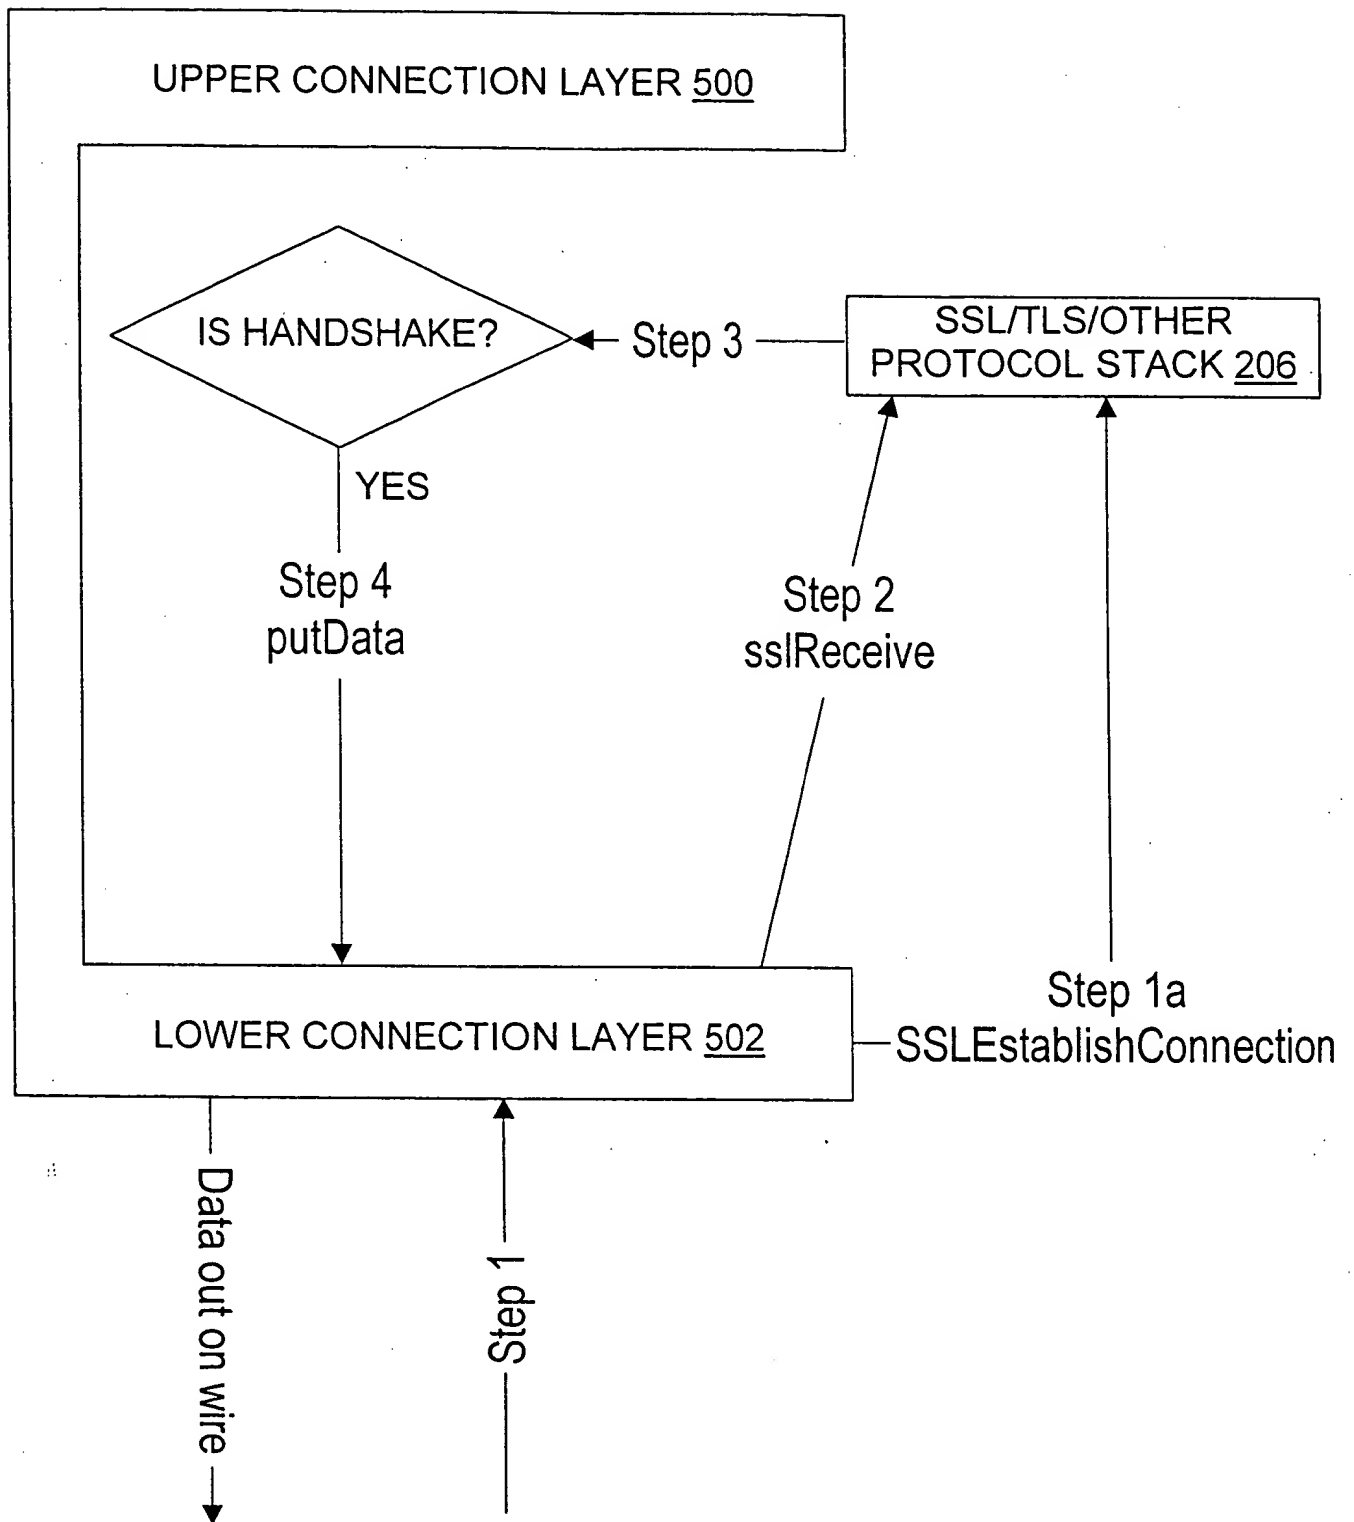 UPPER CONNECTION LAYER 500
IS HANDSHAKE?
Step 3
SSL/TLS/OTHER
PROTOCOL STACK 206
YES
Step 4
putData
Step 2
sslReceive
Step 1a
SSLEstablishConnection
LOWER CONNECTION LAYER 502
Data out on wire
Step 1